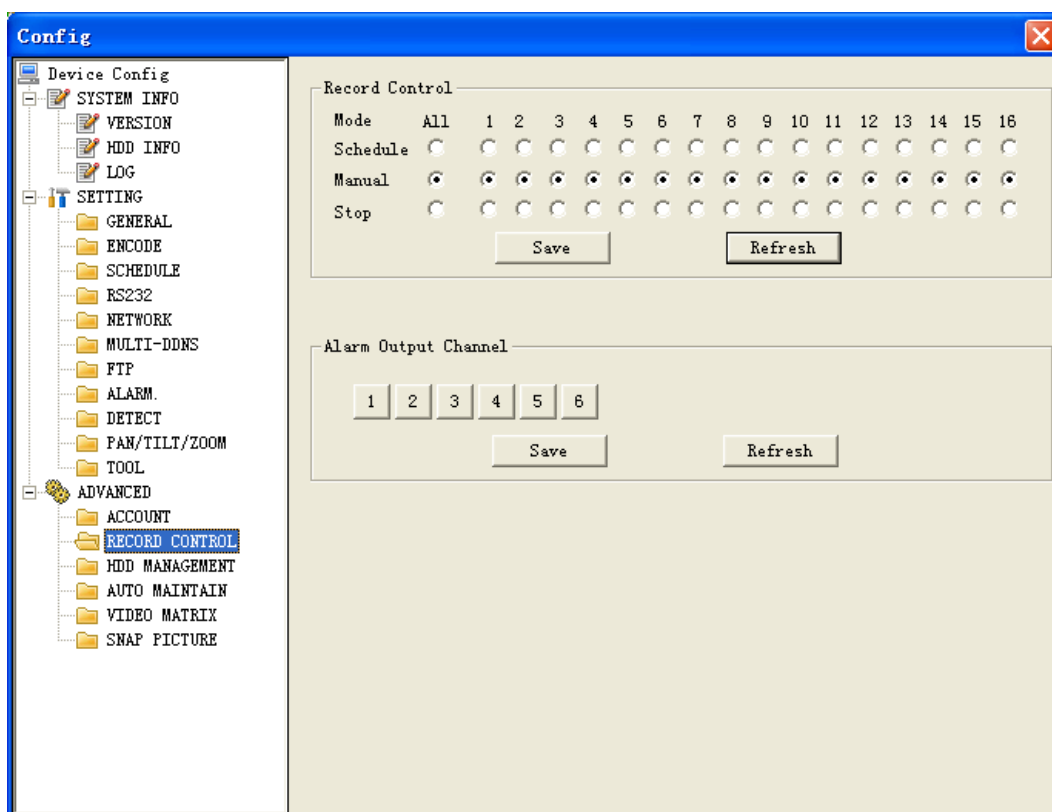 Config
Device Config
SYSTEM INFO
VERSION
HDD INFO
LOG
SETTING
GENERAL
ENCODE
SCHEDULE
RS232
NETWORK
MULTI-DDNS
FTP
ALARM.
DETECT
PAN/TILT/ZOOM
TOOL
ADVANCED
ACCOUNT
RECORD CONTROL
HDD MANAGEMENT
AUTO MAINTAIN
VIDEO MATRIX
SNAP PICTURE
Record Control
Mode All 1 2 3 4 5 6 7 8 9 10 11 12 13 14 15 16
Schedule
Manual
Stop
Save Refresh
Alarm Output Channel
1 2 3 4 5 6
Save Refresh